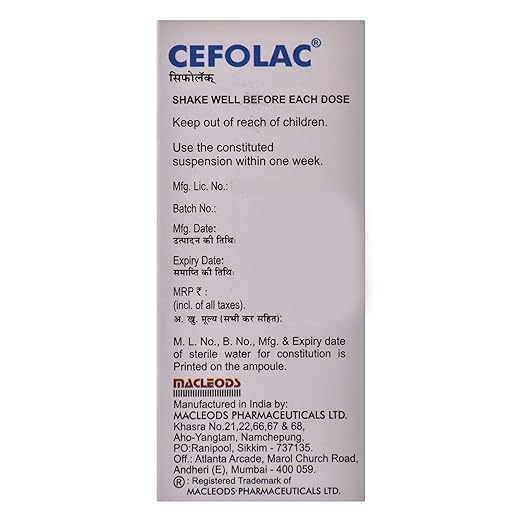 CEFOLAC®
सिफोलॅक्
SHAKE WELL BEFORE EACH DOSE
Keep out of reach of children.
Use the constituted
suspension within one week.
Mfg. Lic. No.:
Batch No.:
Mfg. Date:
उत्पादन की तिथिः
Expiry Date:
समाप्ति की तिथिः
MRP ₹ :
(incl. of all taxes).
अ. खु. मूल्य (सभी कर सहित):
M. L. No., B. No., Mfg. & Expiry date
of sterile water for constitution is
Printed on the ampoule.
MACLEODS
Manufactured in India by:
MACLEODS PHARMACEUTICALS LTD.
Khasra No.21,22,66,67 & 68,
Aho-Yangtam, Namchepung,
PO:Ranipool, Sikkim - 737135.
Off.: Atlanta Arcade, Marol Church Road,
Andheri (E), Mumbai - 400 059.
® : Registered Trademark of
MACLEODS PHARMACEUTICALS LTD.